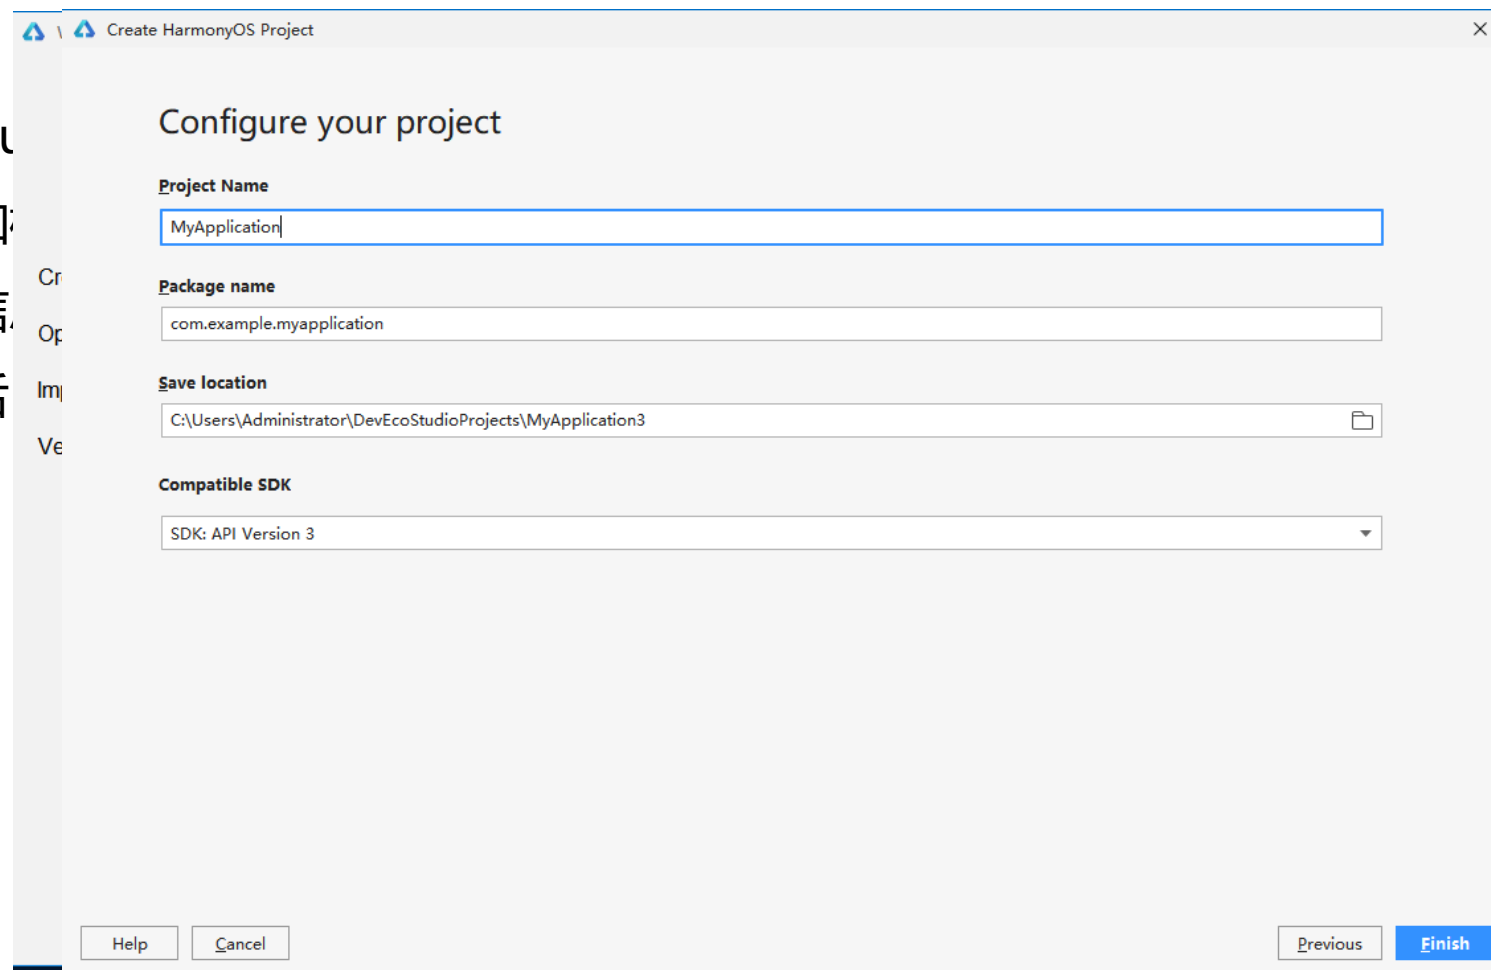 Create HarmonyOS Project
Configure your project
Project Name
MyApplication
Package name
com.example.myapplication
Save location
C:\Users\Administrator\DevEcoStudioProjects\MyApplication3
Compatible SDK
SDK: API Version 3
Help
Cancel
Previous
Finish